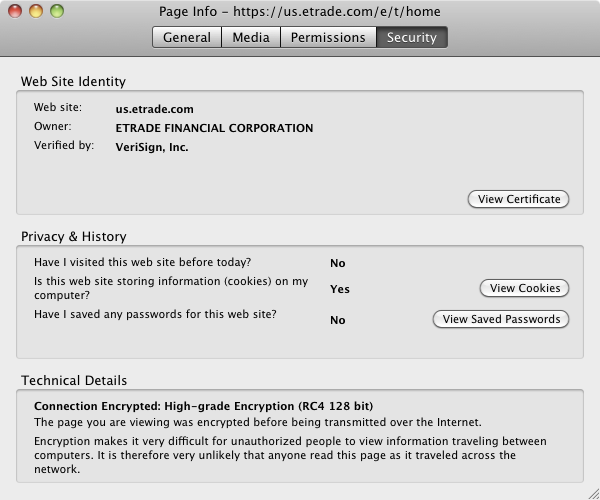 Page Info – https://us.etrade.com/e/t/home
General Media Permissions Security
Web Site Identity
Web site: us.etrade.com
Owner: ETRADE FINANCIAL CORPORATION
Verified by: VeriSign, Inc.
View Certificate
Privacy & History
Have I visited this web site before today? No
Is this web site storing information (cookies) on my
computer? Yes View Cookies
Have I saved any passwords for this web site? No View Saved Passwords
Technical Details
Connection Encrypted: High-grade Encryption (RC4 128 bit)
The page you are viewing was encrypted before being transmitted over the Internet.
Encryption makes it very difficult for unauthorized people to view information traveling between
computers. It is therefore very unlikely that anyone read this page as it traveled across the
network.